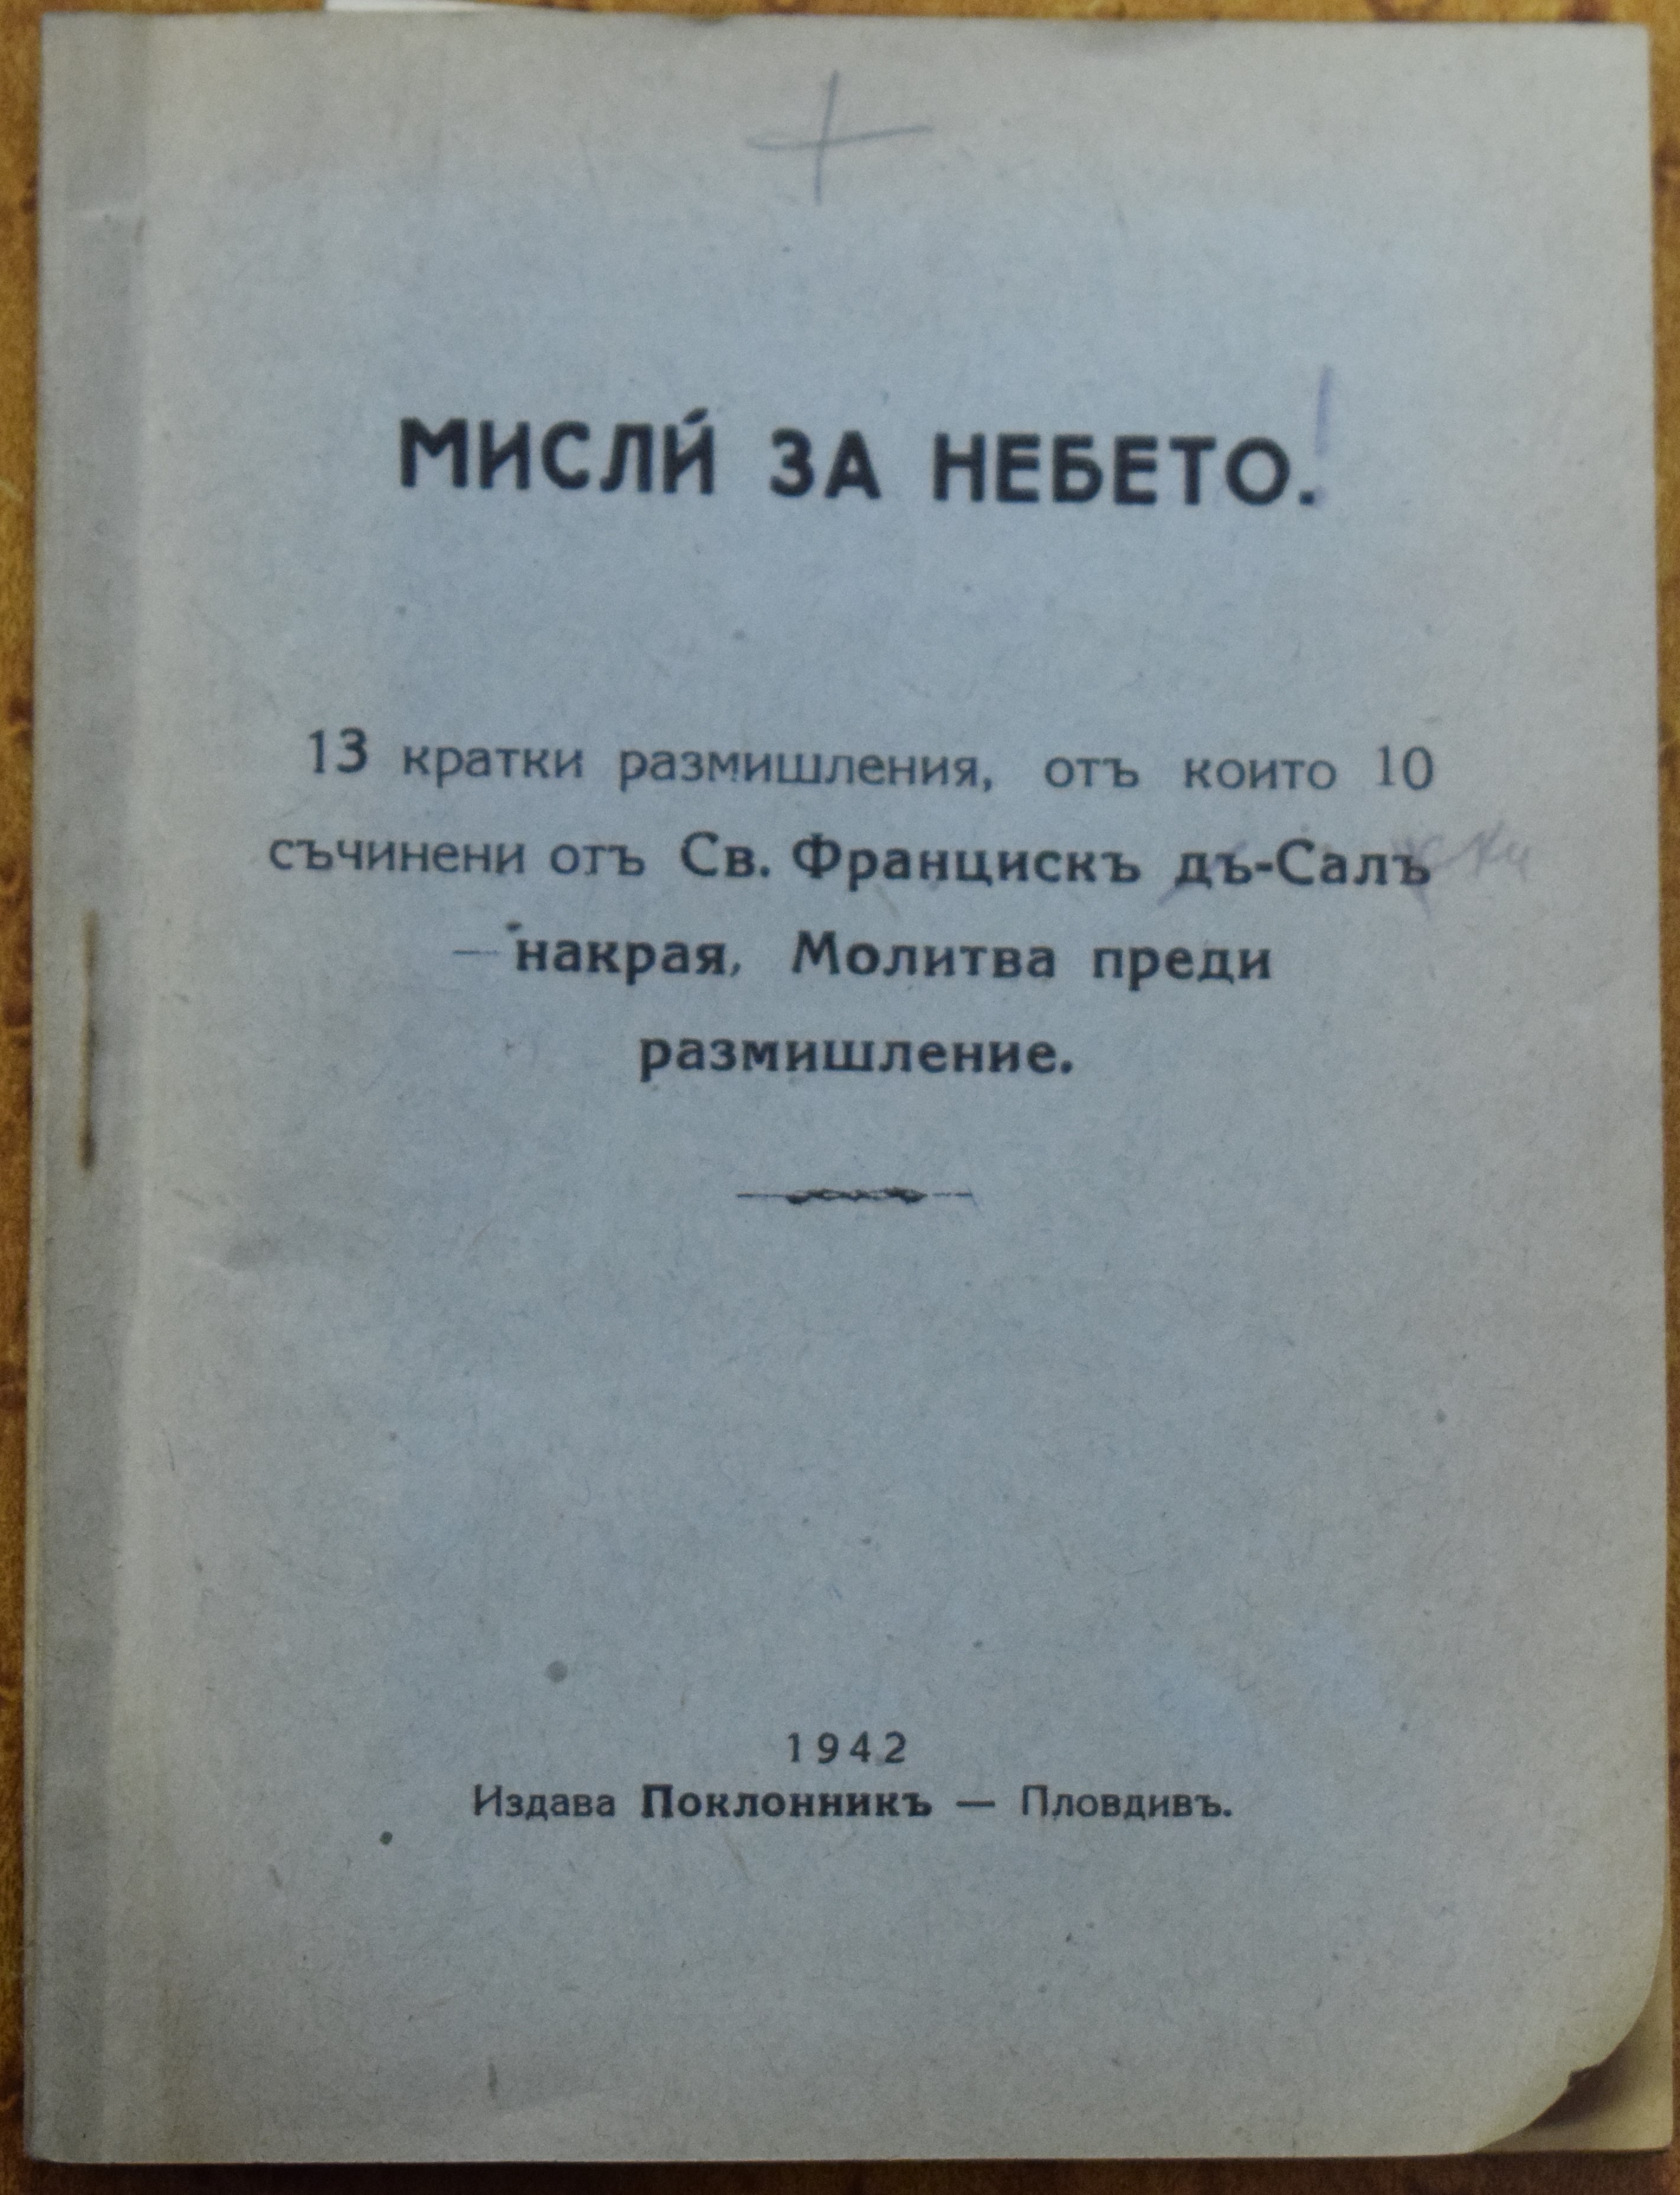 МИСЛЍ ЗА НЕБЕТО.!
13 кратки размишления, отъ които 10
съчинени отъ Св. Францискъ дъ-Салъ
— накрая, Молитва преди
размишление.
1942
Издава Поклонникъ — Пловдивъ.